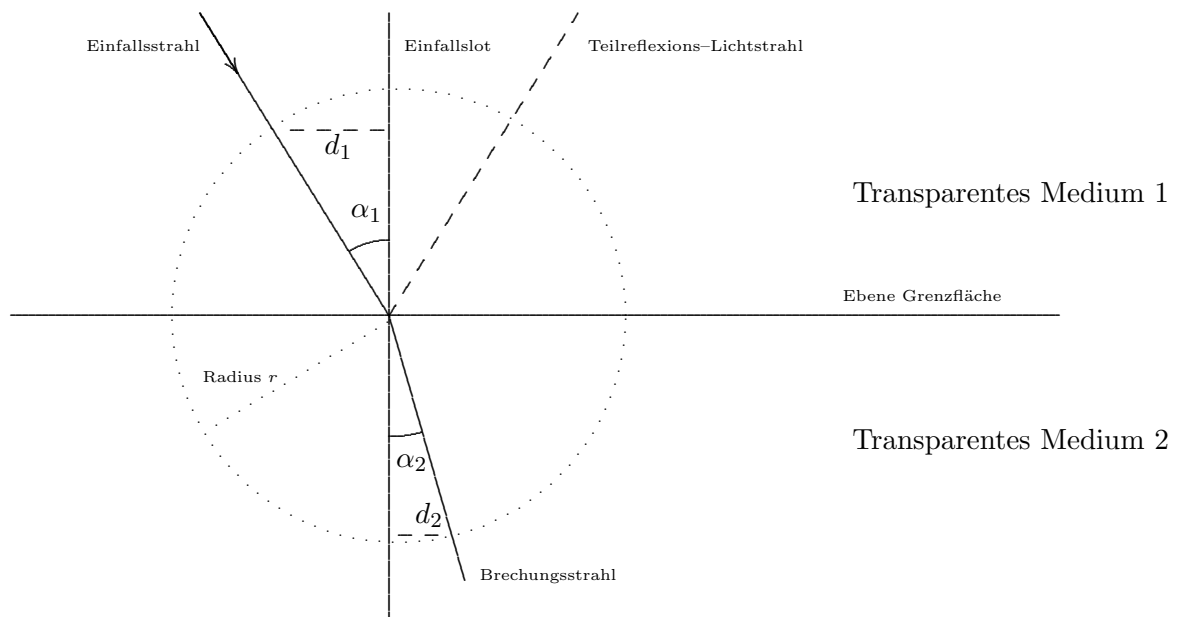 Einfallsstrahl
Einfallslot
Teilreflexions–Lichtstrahl
d₁
Transparentes Medium 1
α₁
Ebene Grenzfläche
Radius r
Transparentes Medium 2
α₂
d₂
Brechungsstrahl